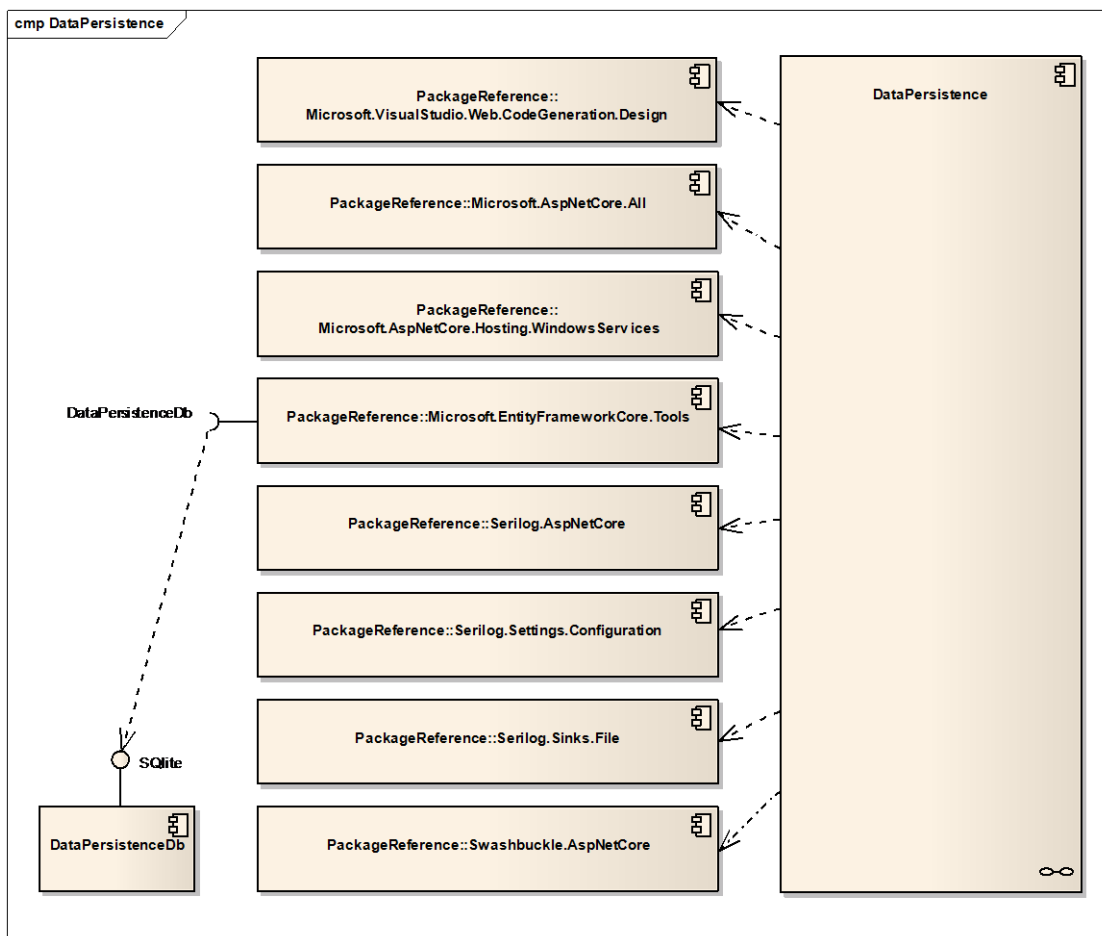 cmp DataPersistence
PackageReference::
Microsoft.VisualStudio.Web.CodeGeneration.Design
DataPersistence
PackageReference::Microsoft.AspNetCore.All
PackageReference::
Microsoft.AspNetCore.Hosting.WindowsServices
DataPersistenceDb
PackageReference::Microsoft.EntityFrameworkCore.Tools
PackageReference::Serilog.AspNetCore
PackageReference::Serilog.Settings.Configuration
PackageReference::Serilog.Sinks.File
SQlite
DataPersistenceDb
PackageReference::Swashbuckle.AspNetCore